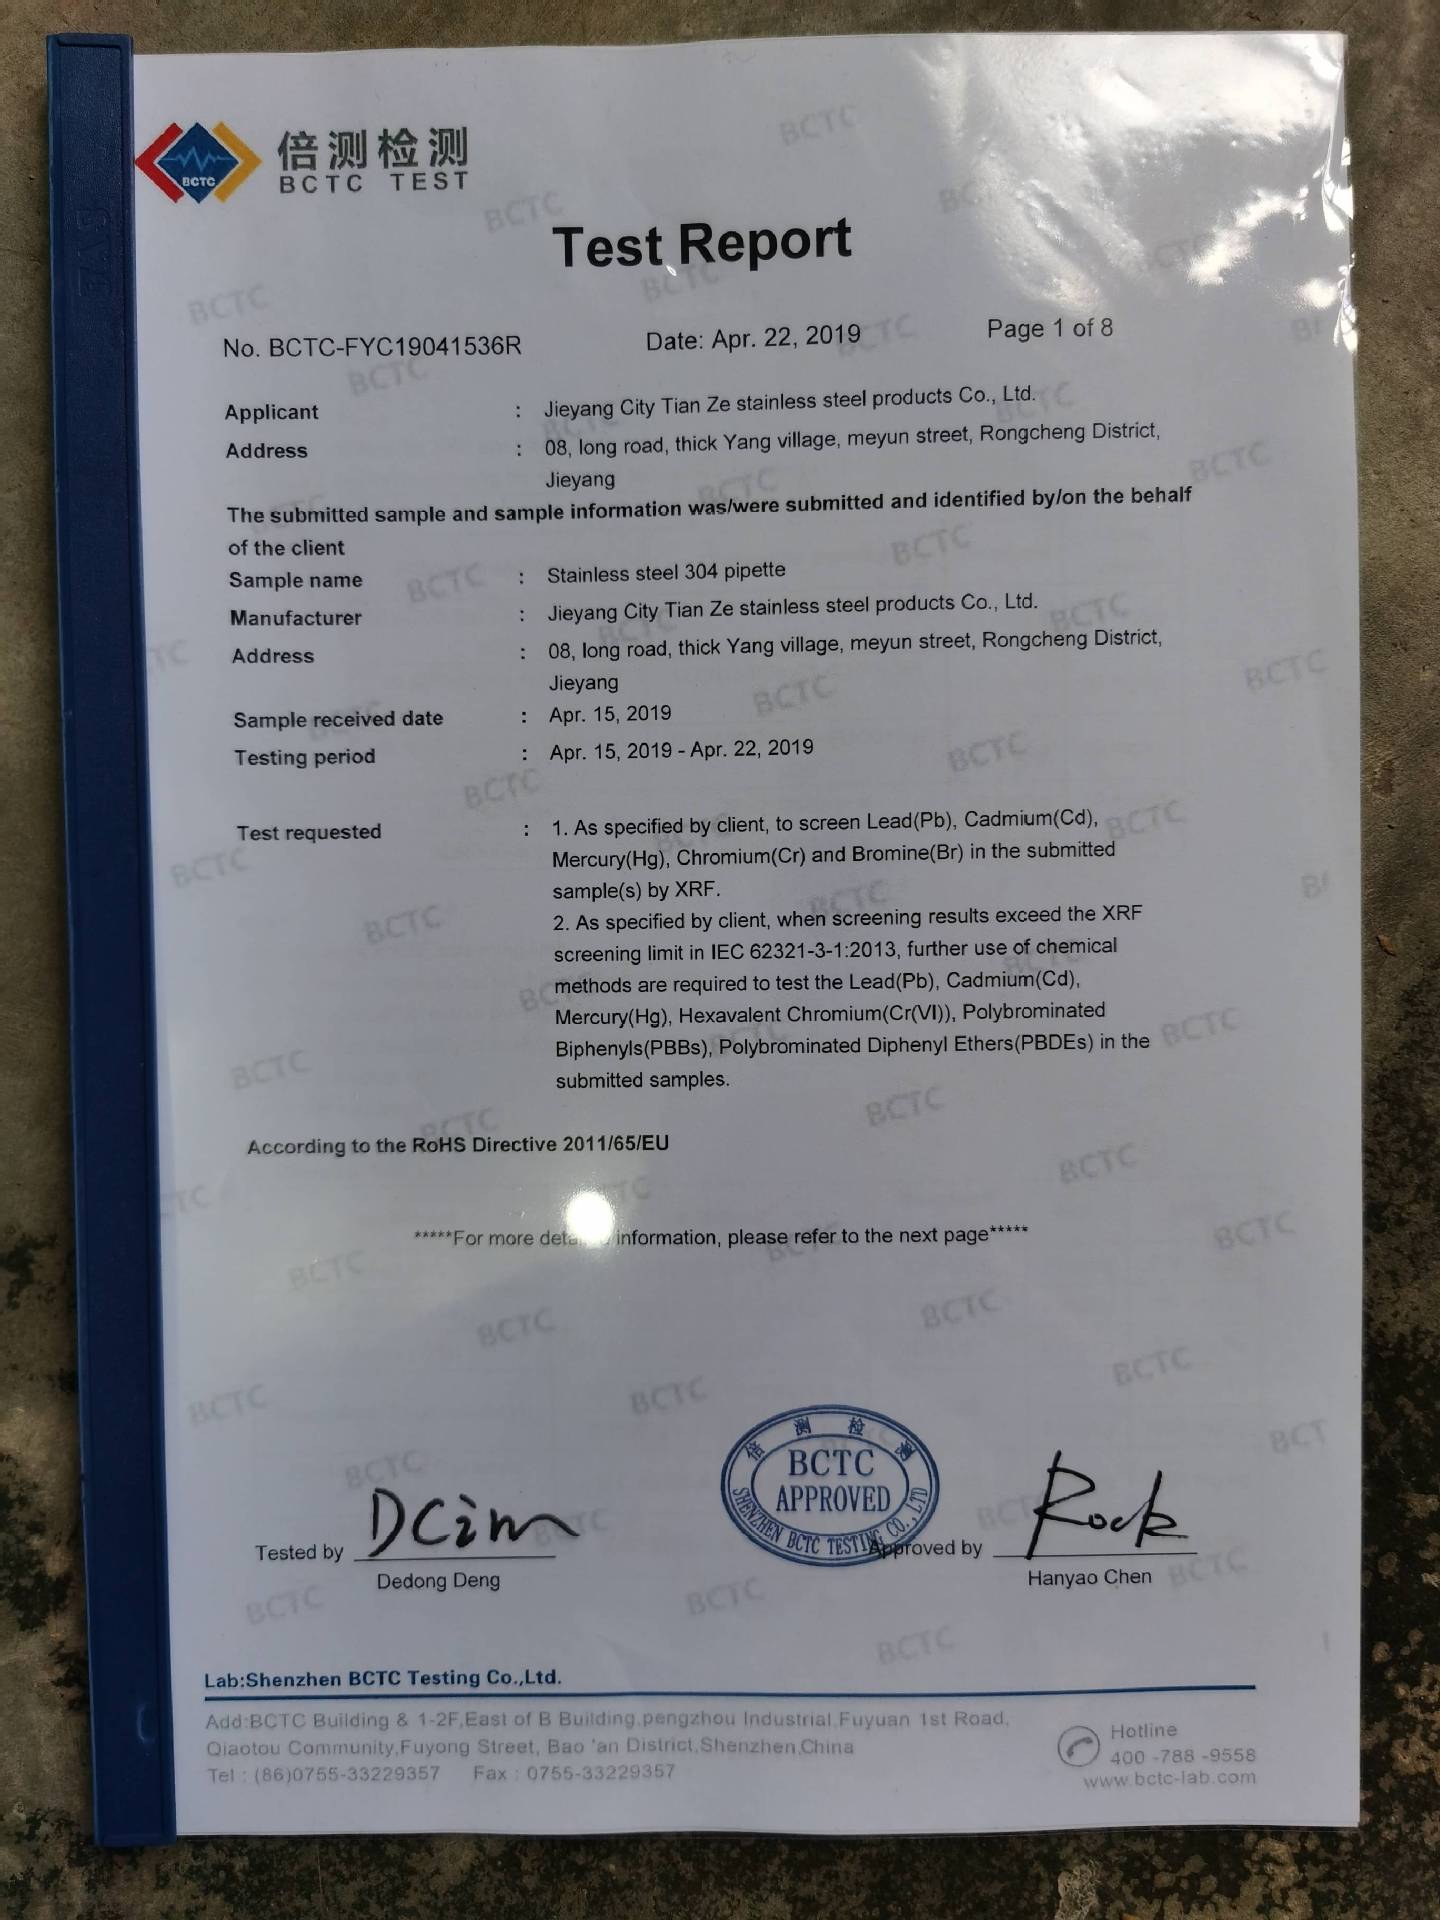 倍测检测
BCTC
BCTC TEST
Test Report
No. BCTC-FYC19041536R Date: Apr. 22, 2019 Page 1 of 8
Applicant : Jieyang City Tian Ze stainless steel products Co., Ltd.
Address : 08, long road, thick Yang village, meyun street, Rongcheng District,
Jieyang
The submitted sample and sample information was/were submitted and identified by/on the behalf
of the client
Sample name : Stainless steel 304 pipette
Manufacturer : Jieyang City Tian Ze stainless steel products Co., Ltd.
Address : 08, long road, thick Yang village, meyun street, Rongcheng District,
Jieyang
Sample received date : Apr. 15, 2019
Testing period : Apr. 15, 2019 - Apr. 22, 2019
Test requested : 1. As specified by client, to screen Lead(Pb), Cadmium(Cd),
Mercury(Hg), Chromium(Cr) and Bromine(Br) in the submitted
sample(s) by XRF.
2. As specified by client, when screening results exceed the XRF
screening limit in IEC 62321-3-1:2013, further use of chemical
methods are required to test the Lead(Pb), Cadmium(Cd),
Mercury(Hg), Hexavalent Chromium(Cr(VI)), Polybrominated
Biphenyls(PBBs), Polybrominated Diphenyl Ethers(PBDEs) in the
submitted samples.
According to the RoHS Directive 2011/65/EU
*****For more information, please refer to the next page*****
倍测检测
BCTC
APPROVED
SHENZHEN BCTC TESTING CO., LTD
Tested by Approved by Rock
Dedong Deng Hanyao Chen
Lab:Shenzhen BCTC Testing Co.,Ltd.
Add:BCTC Building & 1-2F,East of B Building,pengzhou Industrial,Fuyuan 1st Road,
Qiaotou Community,Fuyong Street, Bao 'an District,Shenzhen,China
Tel : (86)0755-33229357 Fax : 0755-33229357
Hotline
400 -788 -9558
www.bctc-lab.com